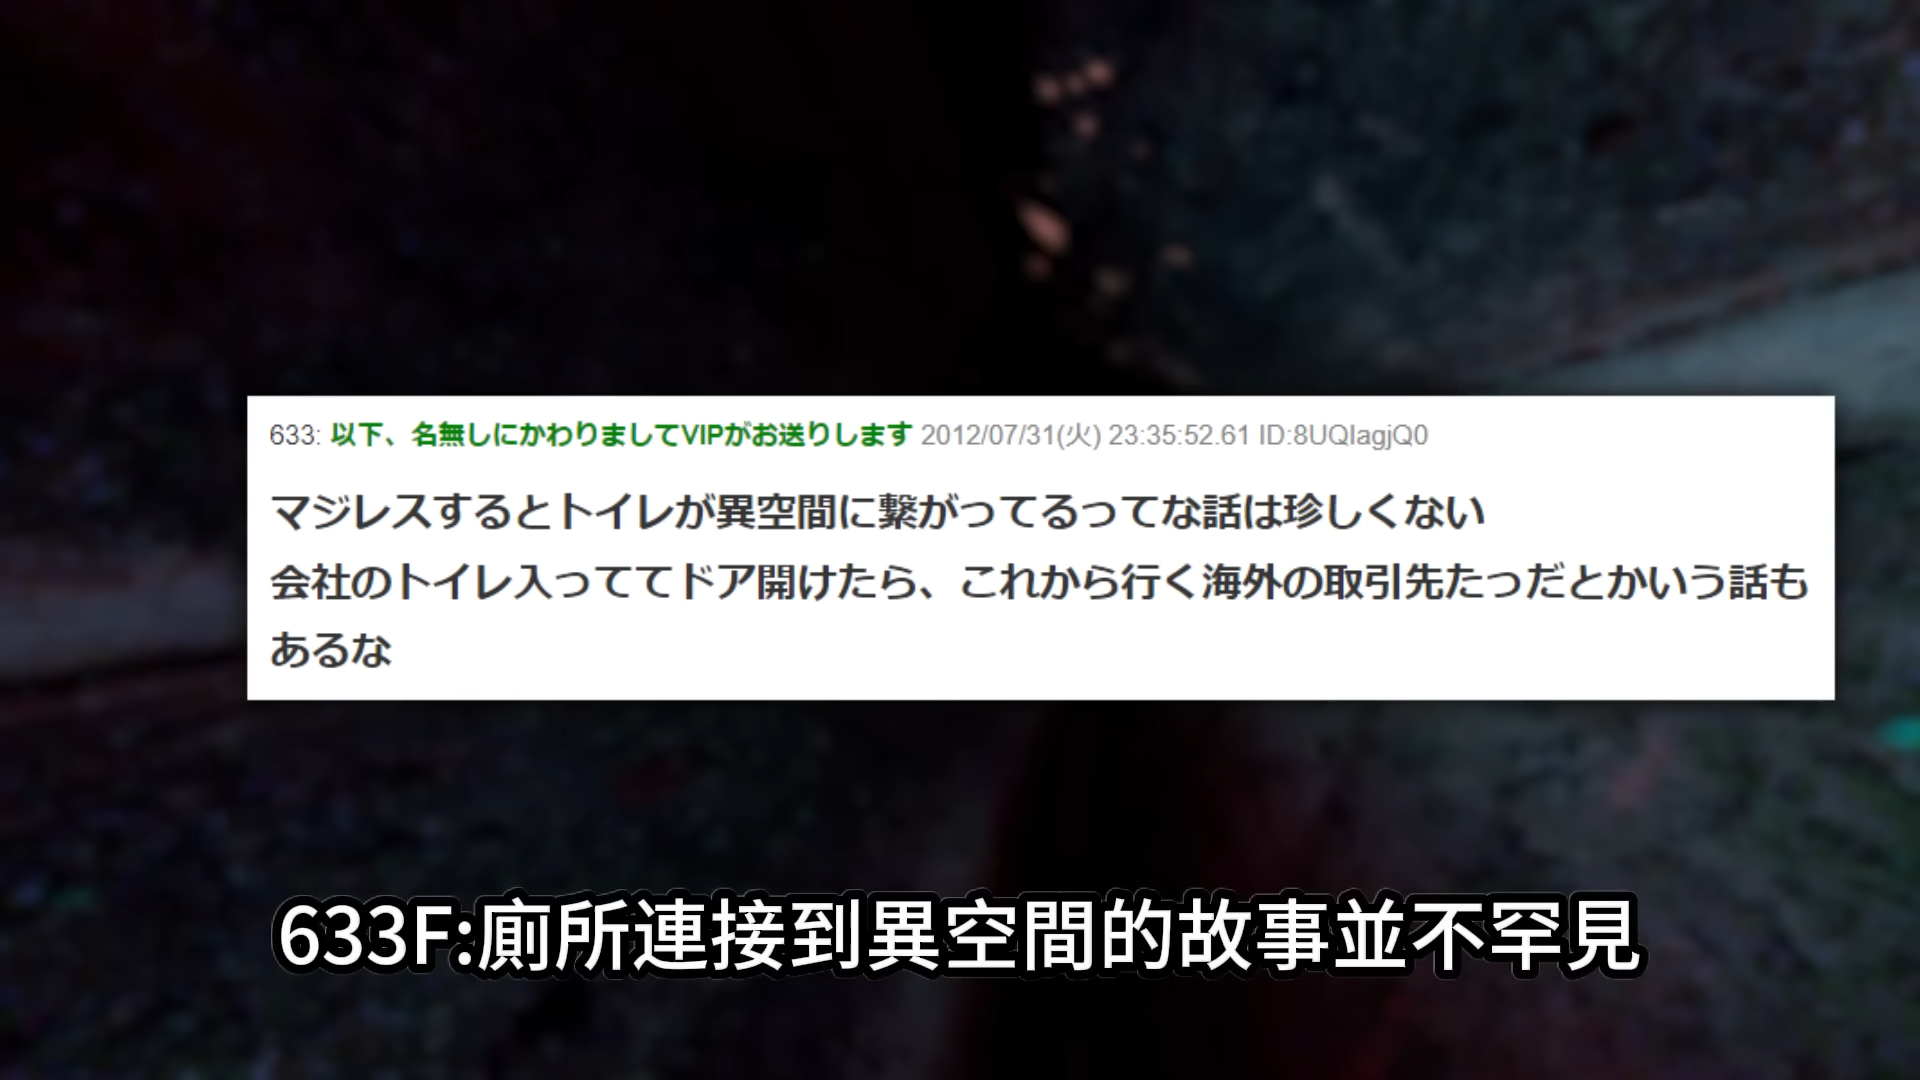 633: 以下、名無しにかわりましてVIPがお送りします 2012/07/31(火) 23:35:52.61 ID:8UQIagjQ0
マジレスするとトイレが異空間に繋がってるってな話は珍しくない
会社のトイレ入っててドア開けたら、これから行く海外の取引先たっだとかいう話も
あるな
633F:廁所連接到異空間的故事並不罕見